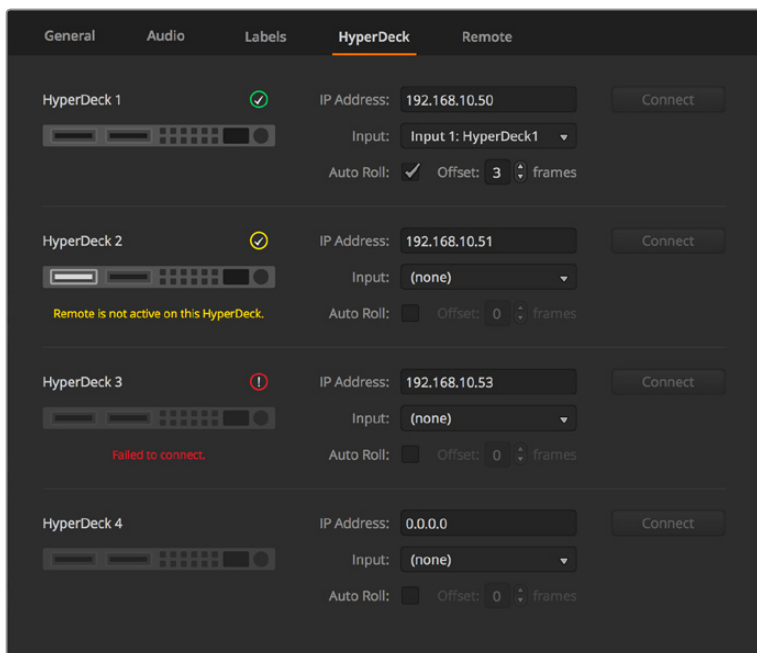 General Audio Labels HyperDeck Remote
HyperDeck 1 IP Address: 192.168.10.50 Connect
Input: Input 1: HyperDeck1
Auto Roll: Offset: 3 frames
HyperDeck 2 IP Address: 192.168.10.51 Connect
Input: (none)
Remote is not active on this HyperDeck. Auto Roll: Offset: 0 frames
HyperDeck 3 IP Address: 192.168.10.53 Connect
Input: (none)
Failed to connect. Auto Roll: Offset: 0 frames
HyperDeck 4 IP Address: 0.0.0.0 Connect
Input: (none)
Auto Roll: Offset: 0 frames